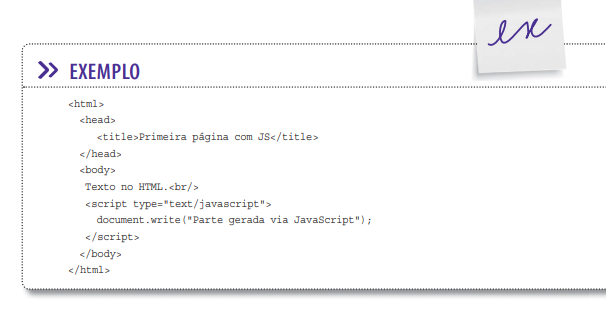 ex
EXEMPLO
<html>
<head>
<title>Primeira página com JS</title>
</head>
<body>
Texto no HTML.<br/>
<script type="text/javascript">
document.write("Parte gerada via JavaScript");
</script>
</body>
</html>